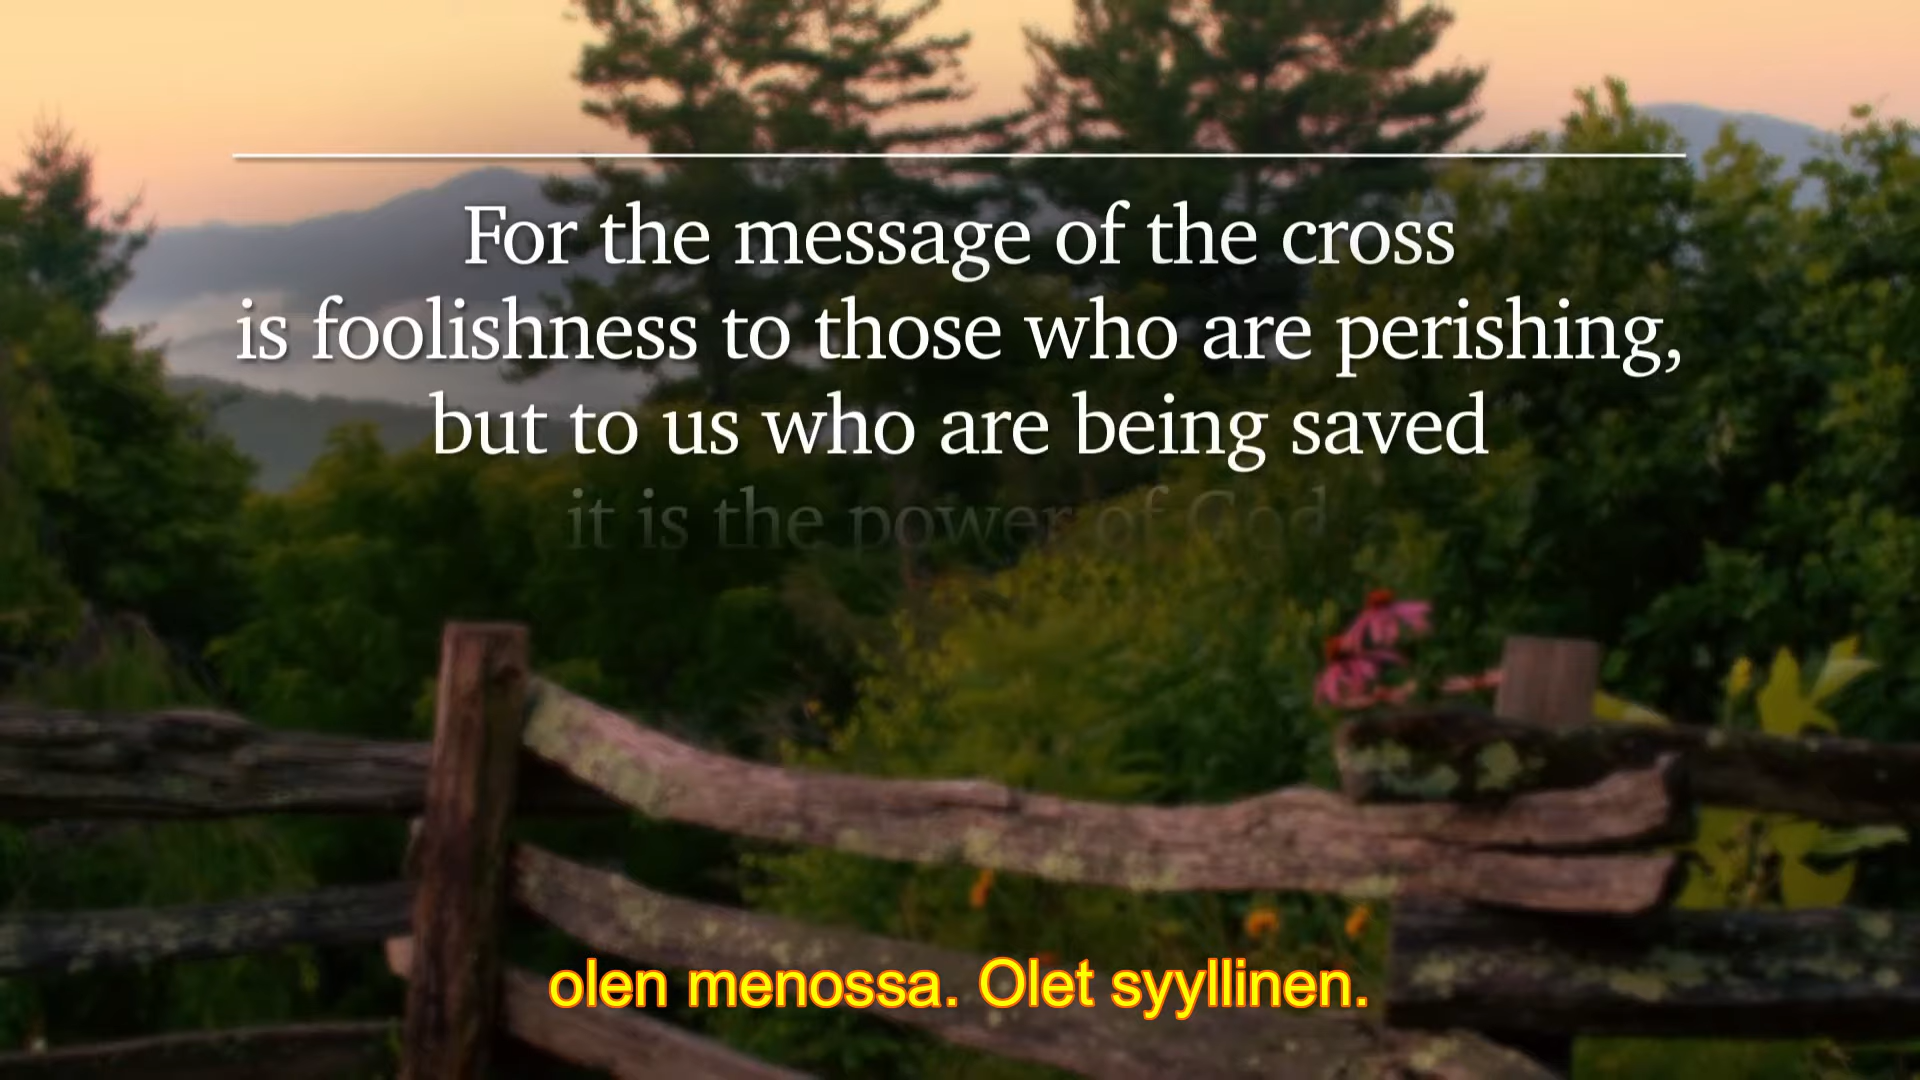 For the message of the cross
is foolishness to those who are perishing,
but to us who are being saved
it is the power of God
olen menossa. Olet syyllinen.